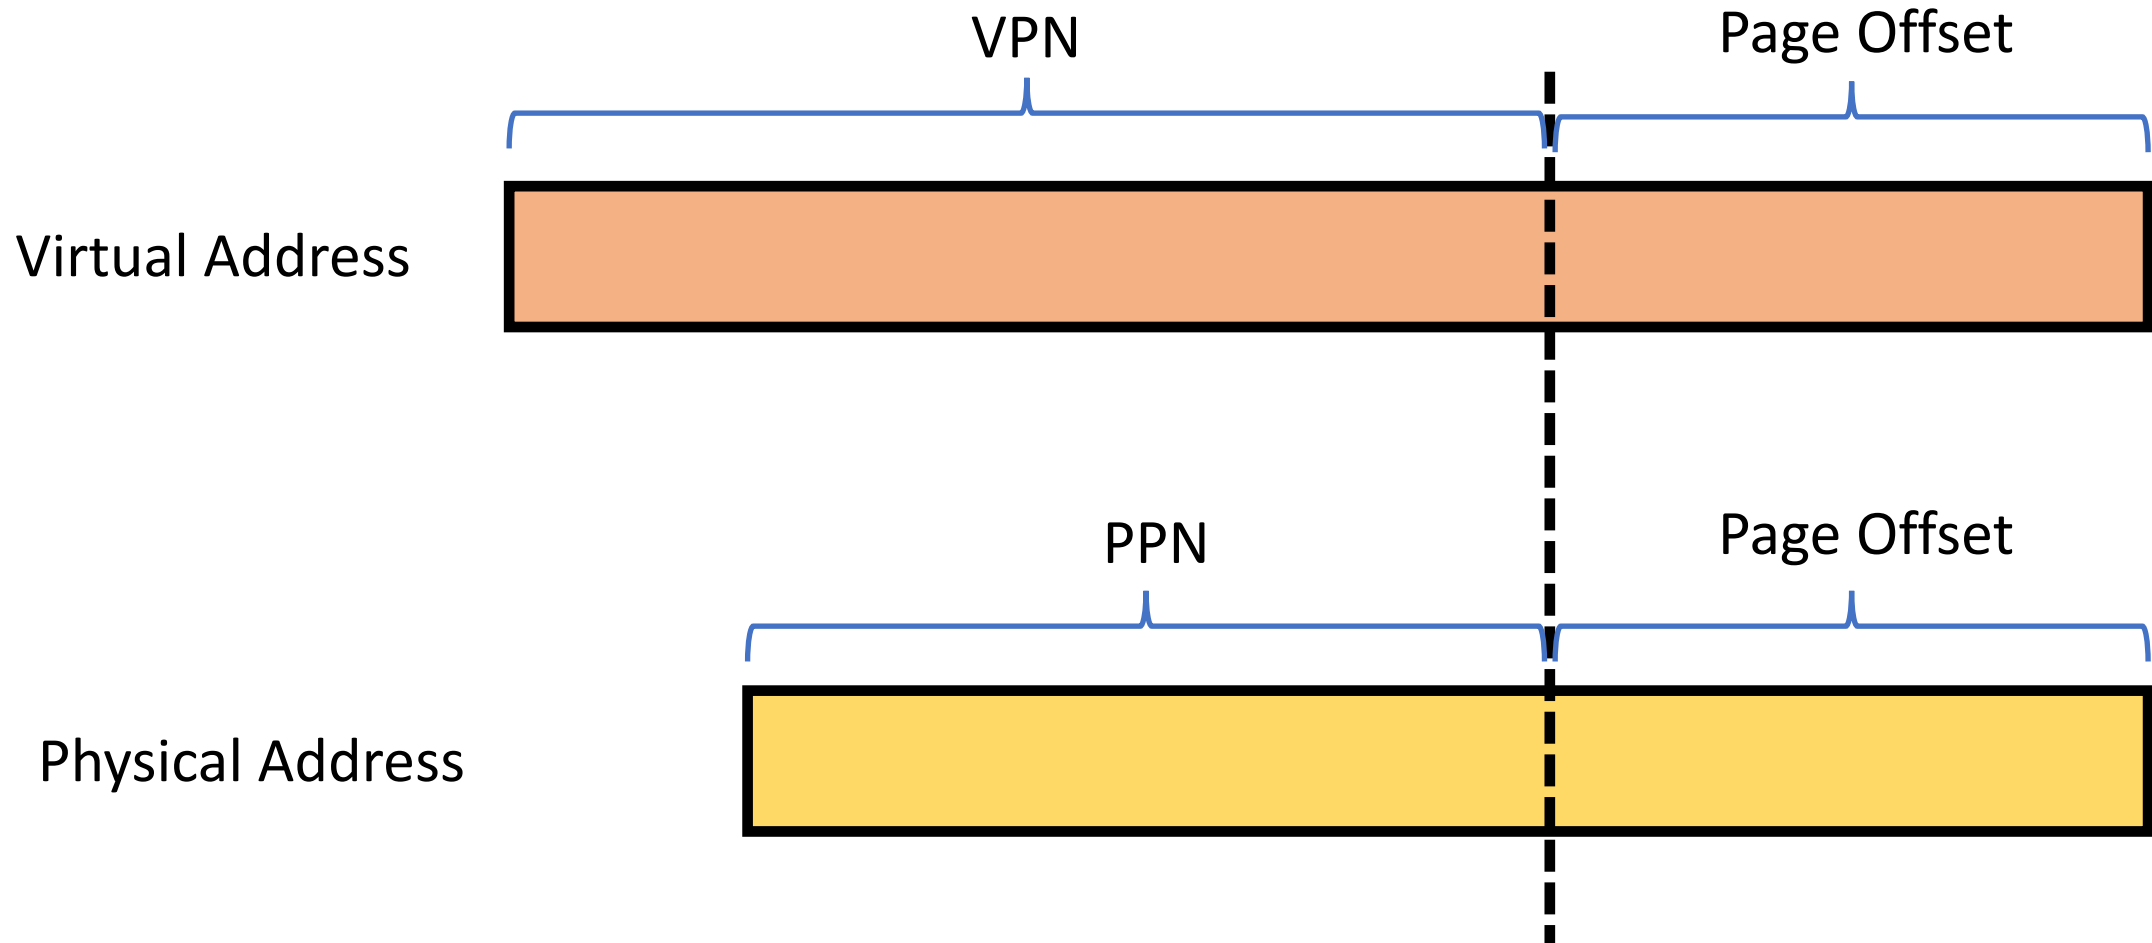 VPN
Page Offset
Virtual Address
PPN
Page Offset
Physical Address